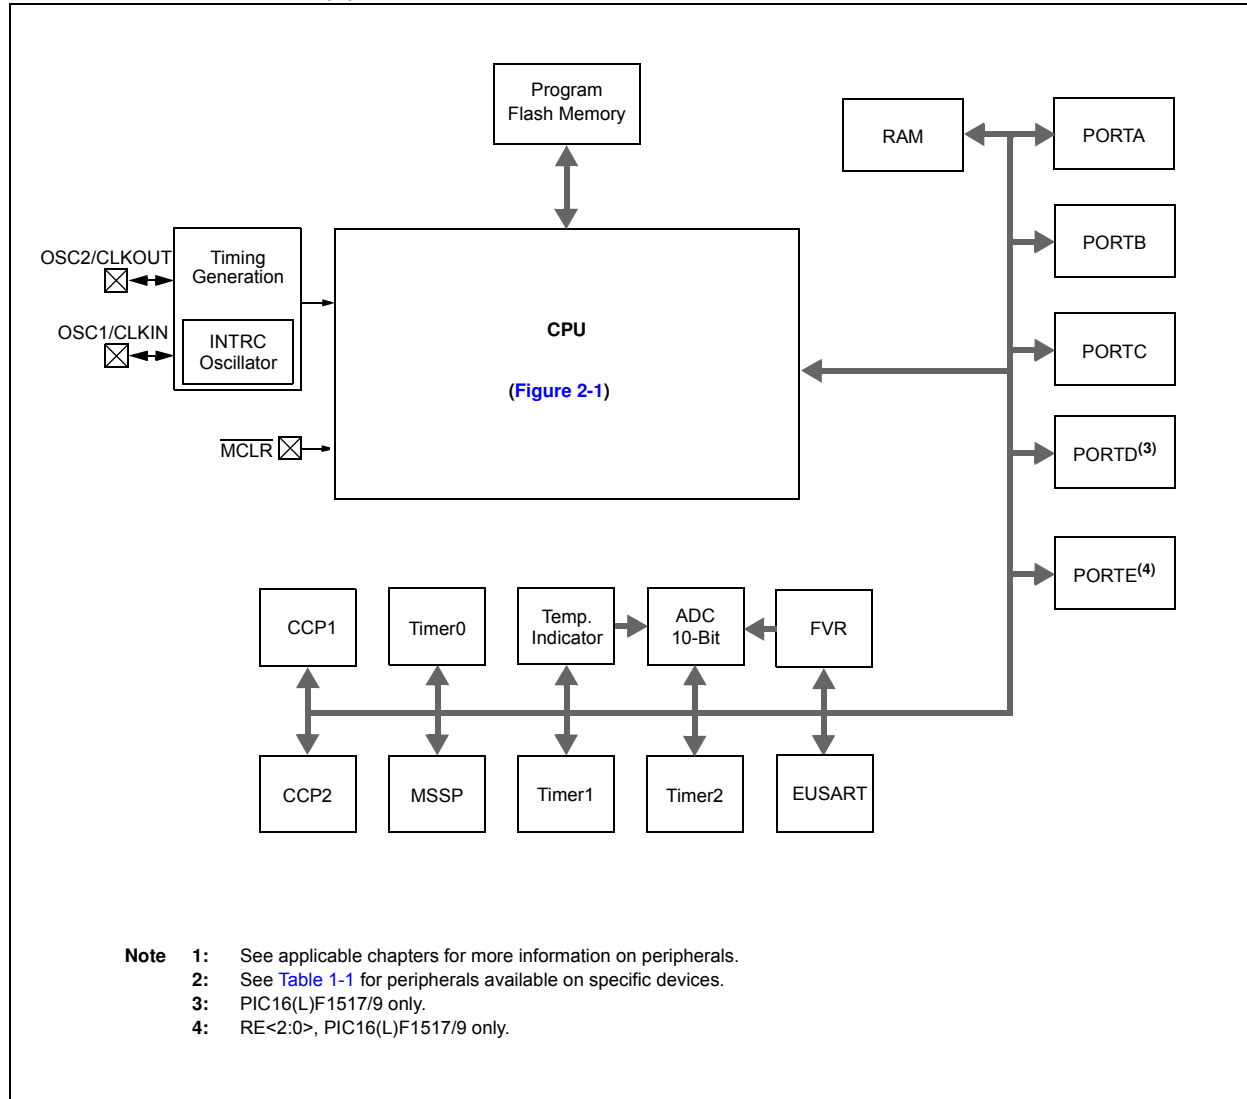 Program
Flash Memory
RAM
PORTA
PORTB
OSC2/CLKOUT
Timing
Generation
OSC1/CLKIN
INTRC
Oscillator
CPU
(Figure 2-1)
PORTC
MCLR
PORTD(3)
PORTE(4)
CCP1
Timer0
Temp.
Indicator
ADC
10-Bit
FVR
CCP2
MSSP
Timer1
Timer2
EUSART
Note 1: See applicable chapters for more information on peripherals.
2: See Table 1-1 for peripherals available on specific devices.
3: PIC16(L)F1517/9 only.
4: RE<2:0>, PIC16(L)F1517/9 only.